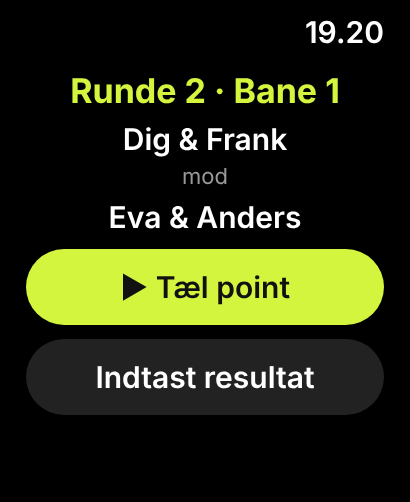 19.20
Runde 2 · Bane 1
Dig & Frank
mod
Eva & Anders
▶ Tæl point
Indtast resultat